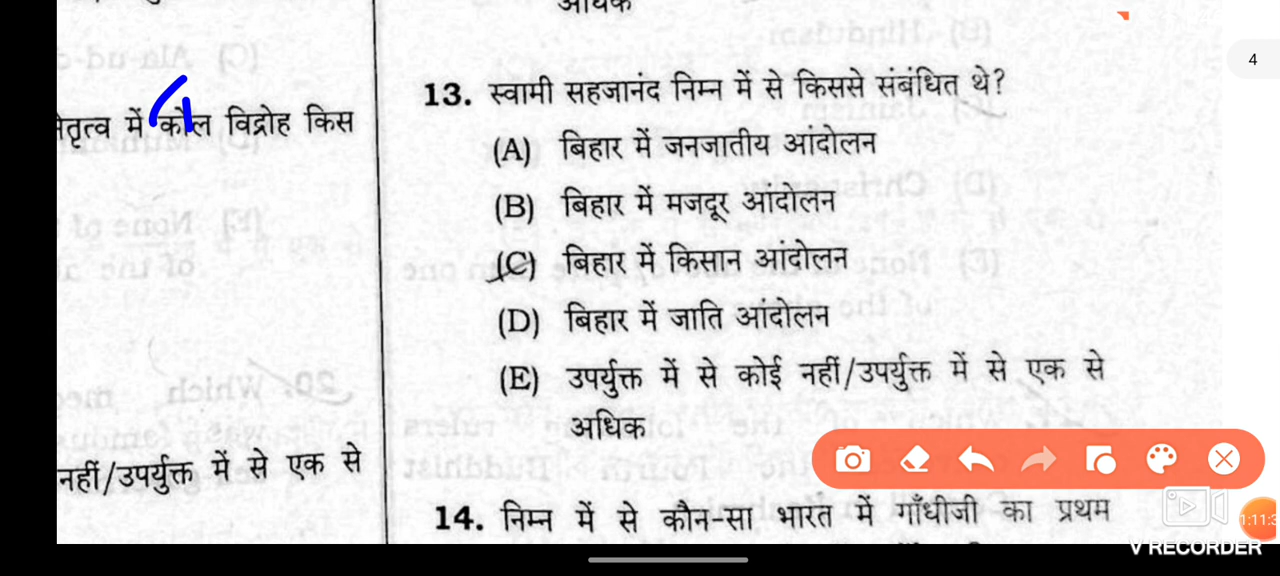 अधिक
नेतृत्व में कोल विद्रोह किस
नहीं/उपर्युक्त में से एक से
13. स्वामी सहजानंद निम्न में से किससे संबंधित थे?
(A) बिहार में जनजातीय आंदोलन
(B) बिहार में मजदूर आंदोलन
(C) बिहार में किसान आंदोलन
(D) बिहार में जाति आंदोलन
(E) उपर्युक्त में से कोई नहीं/उपर्युक्त में से एक से
अधिक
14. निम्न में से कौन-सा भारत में गाँधीजी का प्रथम
4
1:11:3
V RECORDER